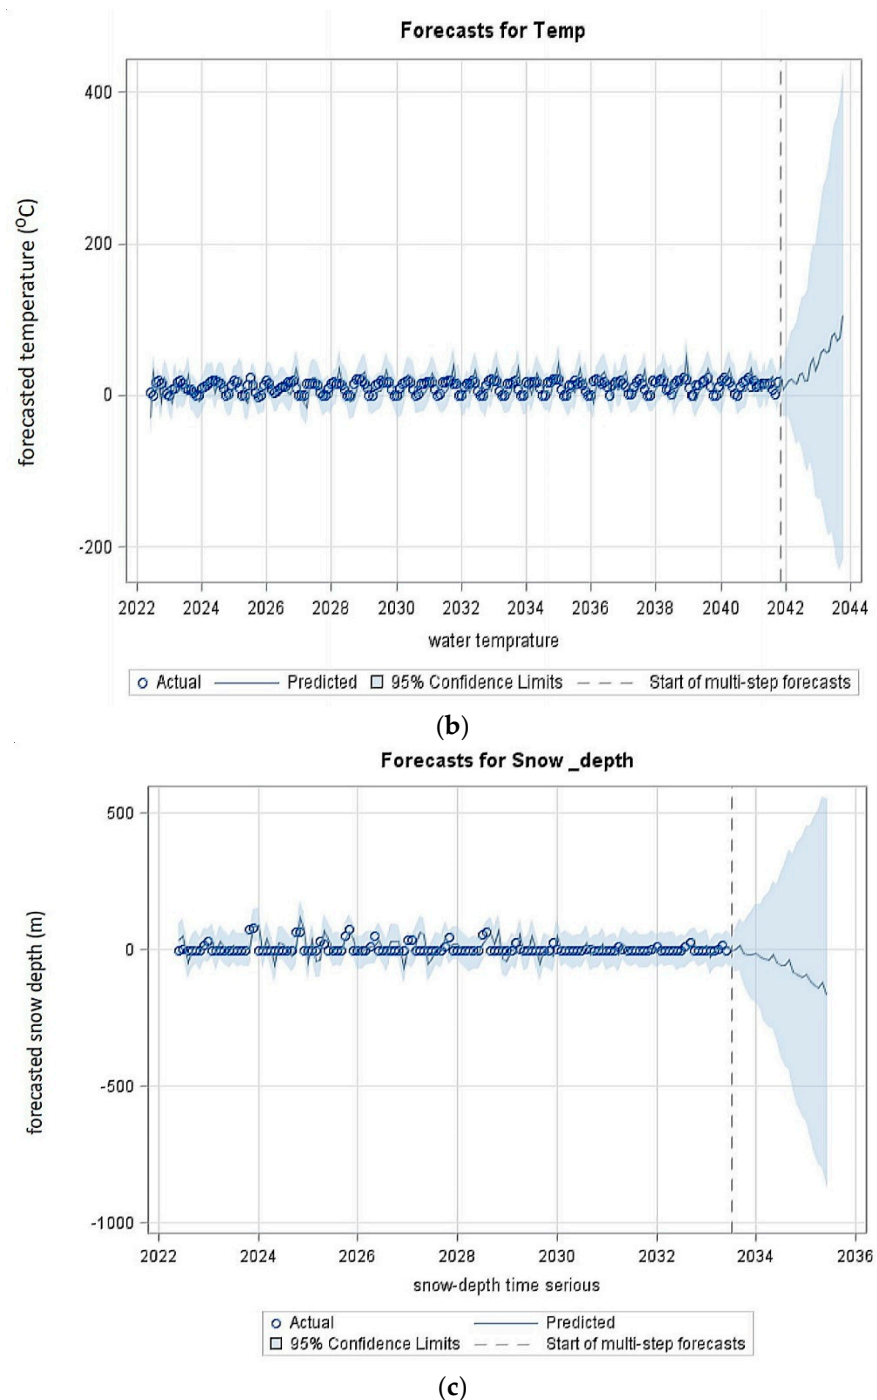 Forecasts for Temp
forecasted temperature (⁰C)
400
200
0
-200
2022 2024 2026 2028 2030 2032 2034 2036 2038 2040 2042 2044
water temprature
Actual Predicted 95% Confidence Limits Start of multi-step forecasts
(b)
Forecasts for Snow _depth
forecasted snow depth (m)
500
0
-500
-1000
2022 2024 2026 2028 2030 2032 2034 2036
snow-depth time serious
Actual Predicted
95% Confidence Limits Start of multi-step forecasts
(c)